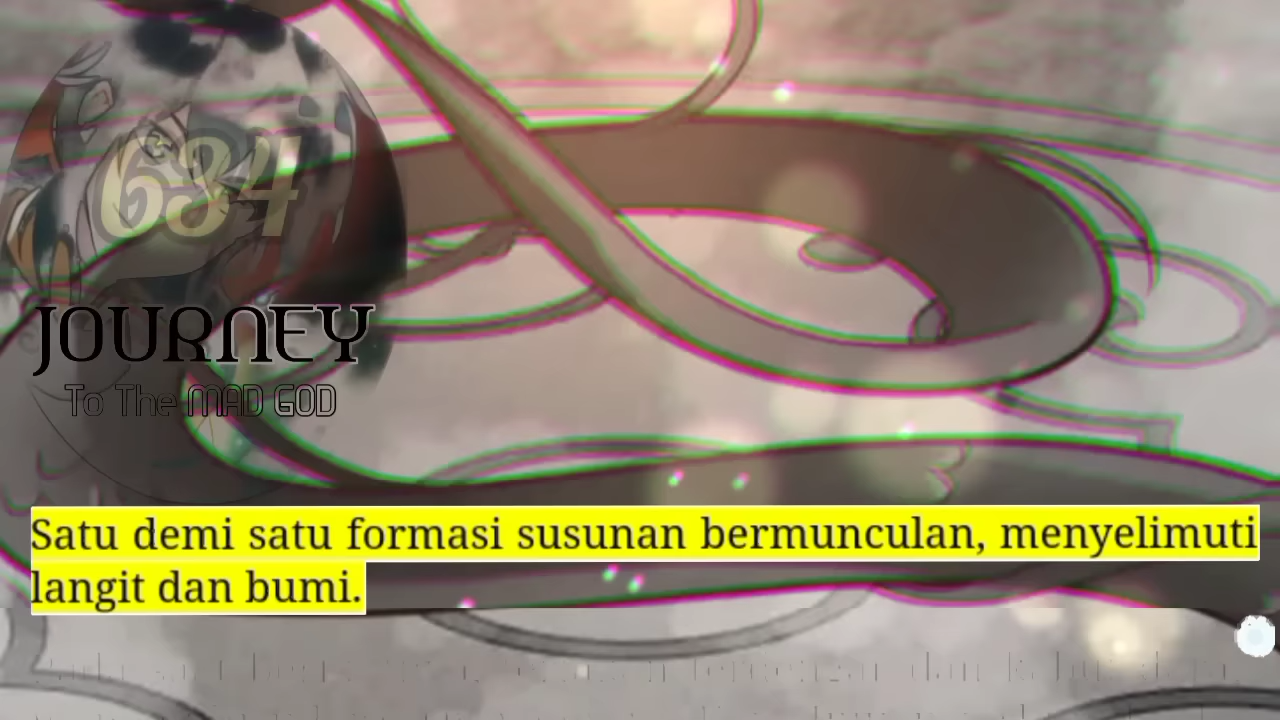 634
JOURNEY
To The MAD GOD
Satu demi satu formasi susunan bermunculan, menyelimuti
langit dan bumi.